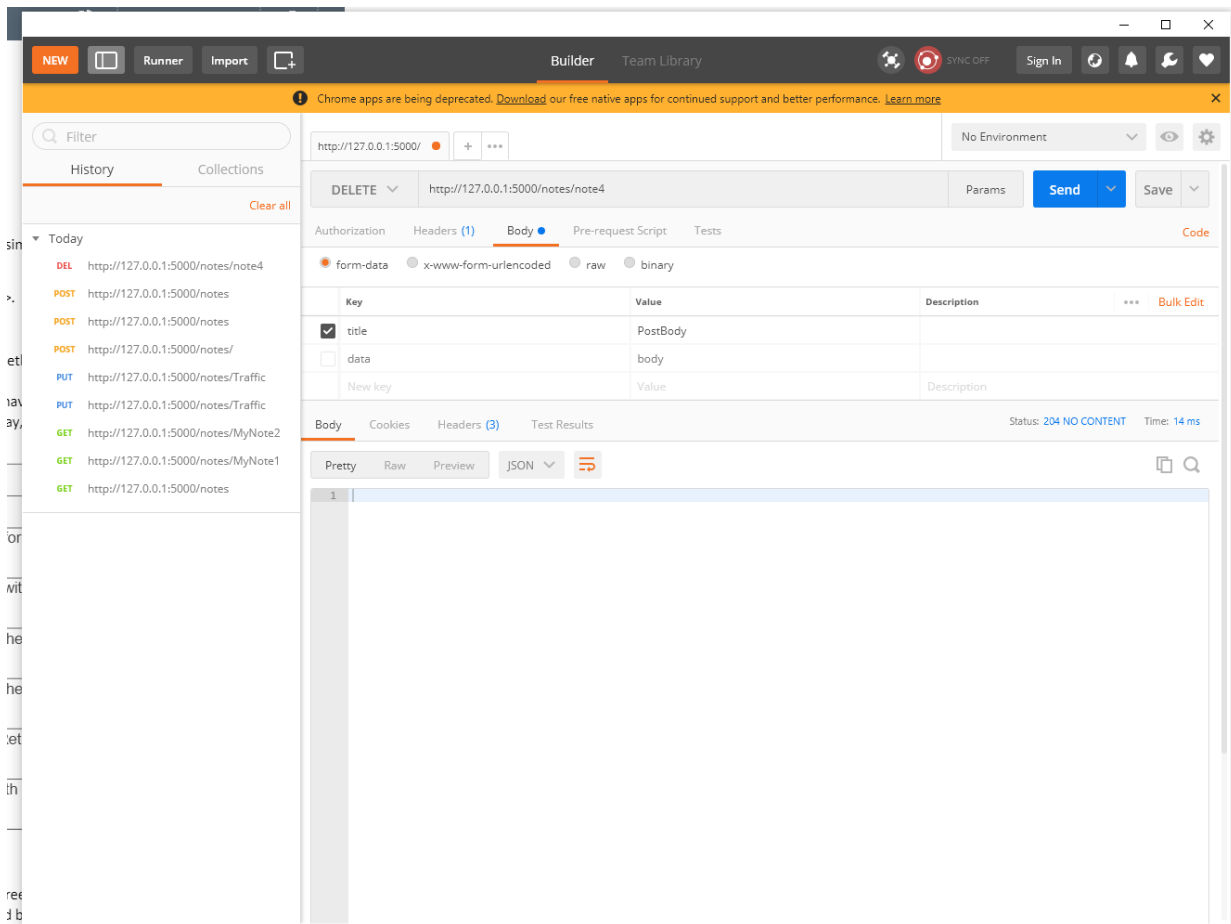 NEW Runner Import Builder Team Library SYNC OFF Sign In
Chrome apps are being deprecated. Download our free native apps for continued support and better performance. Learn more
Filter
History Collections
Clear all
Today
DEL http://127.0.0.1:5000/notes/note4
POST http://127.0.0.1:5000/notes
POST http://127.0.0.1:5000/notes
POST http://127.0.0.1:5000/notes/
PUT http://127.0.0.1:5000/notes/Traffic
PUT http://127.0.0.1:5000/notes/Traffic
GET http://127.0.0.1:5000/notes/MyNote2
GET http://127.0.0.1:5000/notes/MyNote1
GET http://127.0.0.1:5000/notes
http://127.0.0.1:5000/ No Environment
DELETE http://127.0.0.1:5000/notes/note4 Params Send Save
Authorization Headers (1) Body Pre-request Script Tests Code
form-data x-www-form-urlencoded raw binary
Key Value Description Bulk Edit
title PostBody
data body
New key Value Description
Body Cookies Headers (3) Test Results Status: 204 NO CONTENT Time: 14 ms
Pretty Raw Preview JSON
1